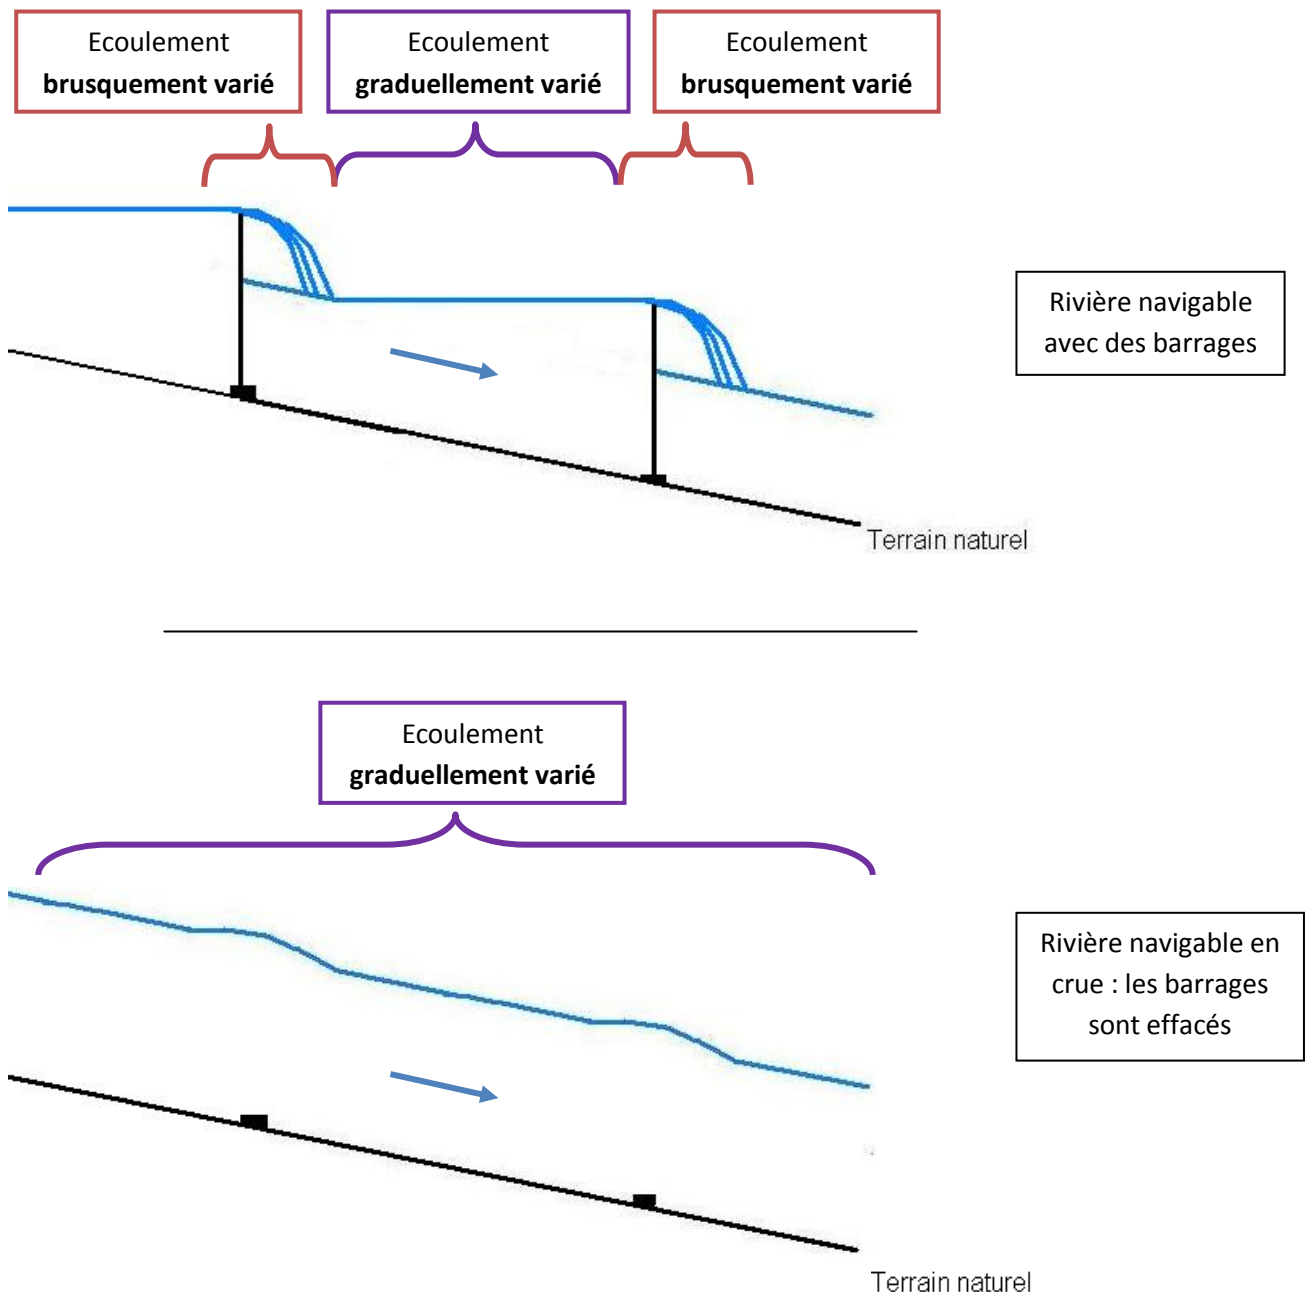 Ecoulement
brusquement varié
Ecoulement
graduellement varié
Ecoulement
brusquement varié
Rivière navigable
avec des barrages
Terrain naturel
Ecoulement
graduellement varié
Rivière navigable en
crue : les barrages
sont effacés
Terrain naturel